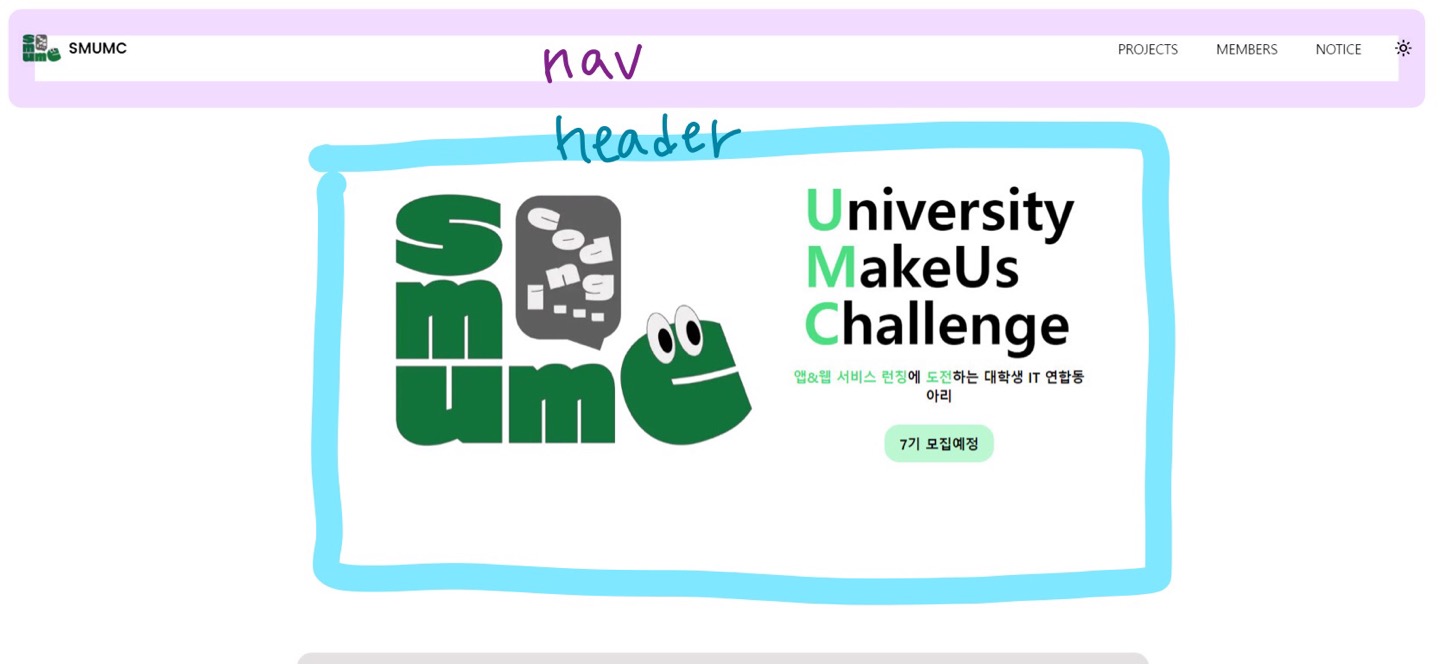 smumc SMUMC
nav
PROJECTS MEMBERS NOTICE
header
s
m
um
Coding....
University
MakeUs
Challenge
앱&웹 서비스 런칭에 도전하는 대학생 IT 연합동
아리
7기 모집예정